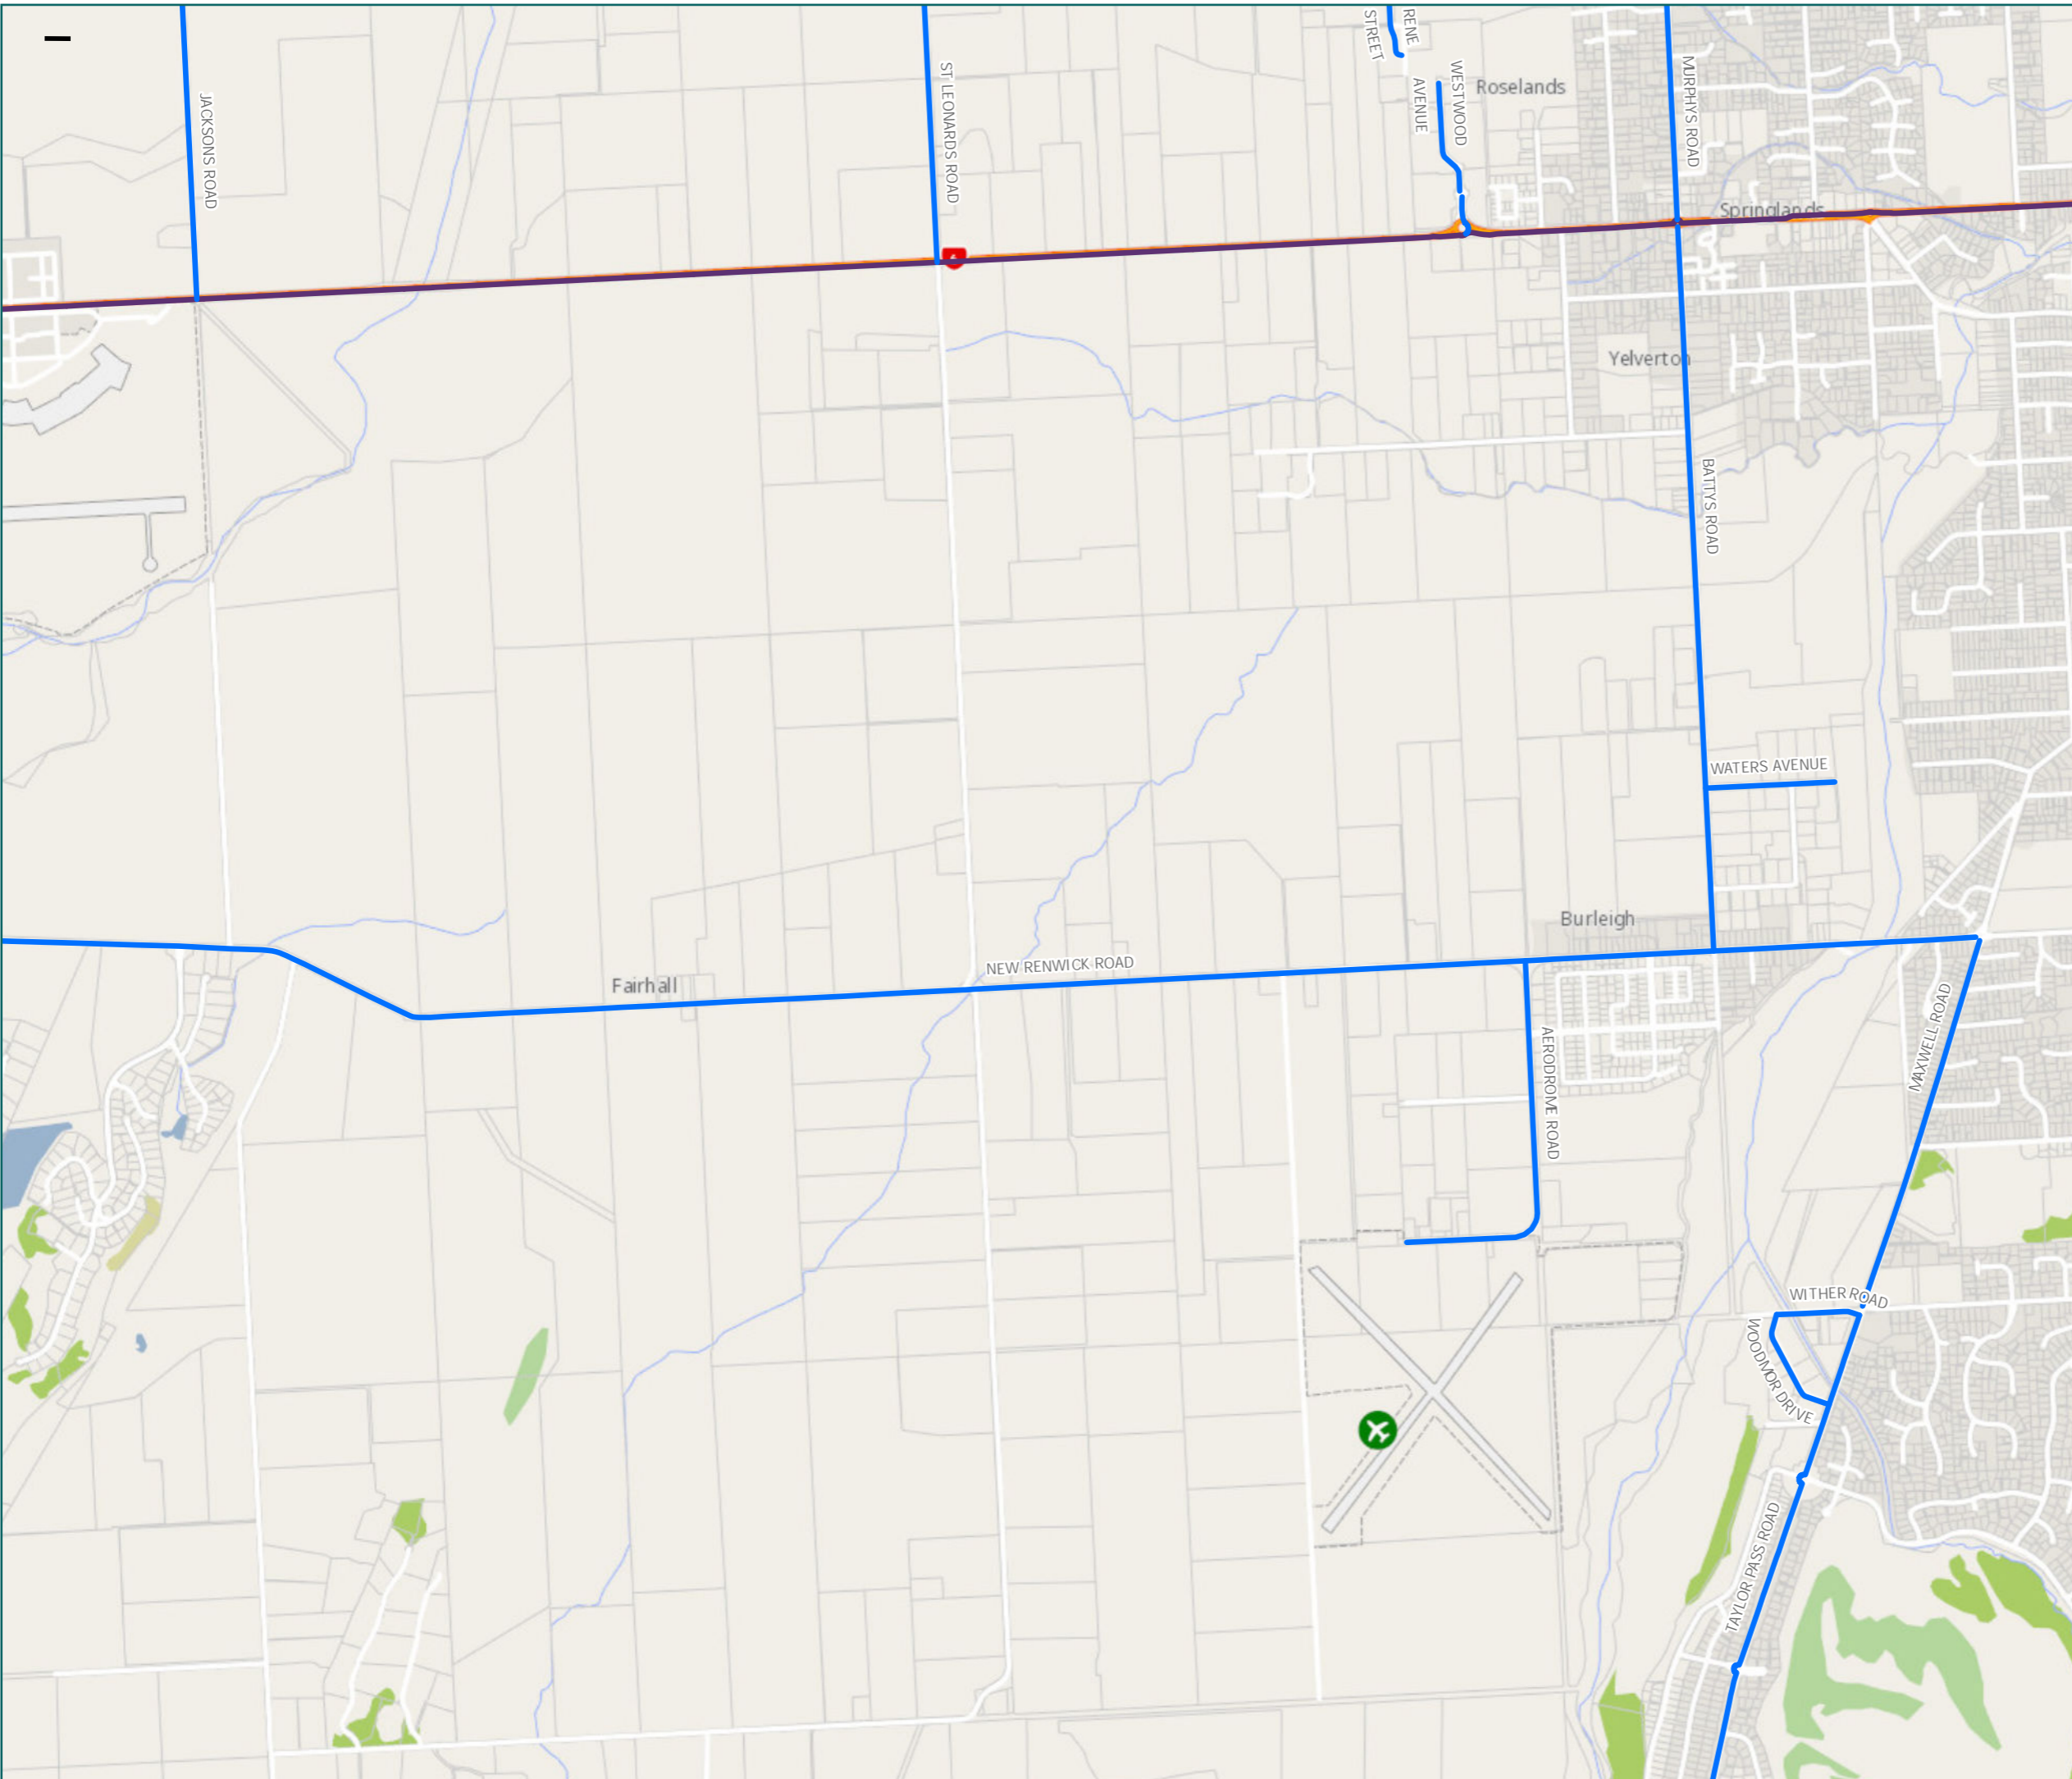 STREET
RENE
AVENUE
WESTWOOD
Roselands
MURPHYS ROAD
JACKSONS ROAD
ST LEONARDS ROAD
Springlands
Yelverton
BATTYS ROAD
WATERS AVENUE
Burleigh
NEW RENWICK ROAD
Fairhall
MAXWELL ROAD
AERODROME ROAD
WITHER ROAD
WOODMOR DRIVE
TAYLOR PASS ROAD